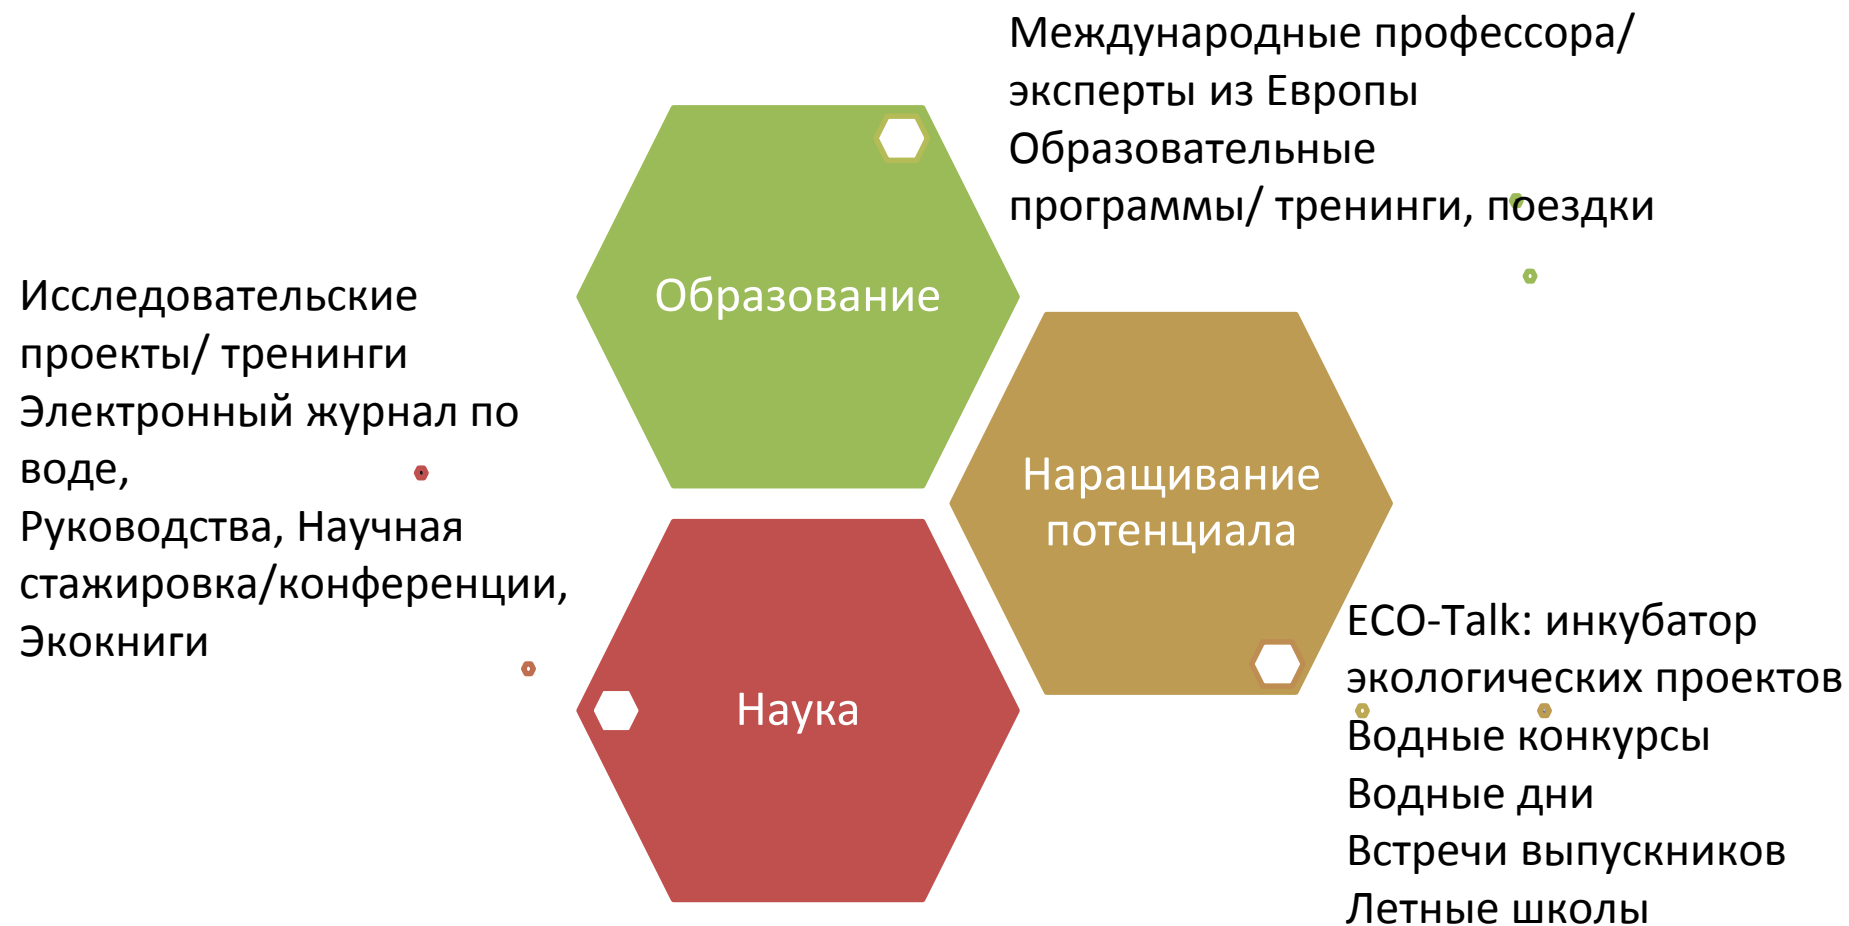 Международные профессора/
эксперты из Европы
Образовательные
программы/ тренинги, поездки
Образование
Исследовательские
проекты/ тренинги
Электронный журнал по
воде,
Руководства, Научная
стажировка/конференции,
Экокниги
Наращивание
потенциала
Наука
ECO-Talk: инкубатор
экологических проектов
Водные конкурсы
Водные дни
Встречи выпускников
Летные школы